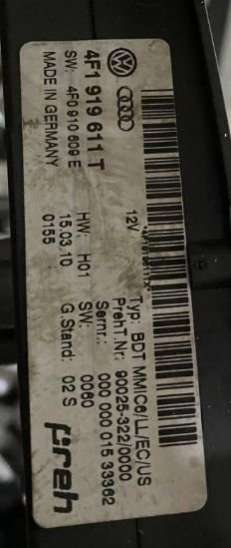 4F1 919 611 T
SW: 4F0 910 609 E
MADE IN GERMANY
HW: H01
15.03.10
0155
12V
Typ: BDT MMIC6/LL/EC/US
PrehT.Nr: 90025-322/0000
Sernr.: 000 000 015 33362
SW: 0060
G.Stand: 02 S
preh